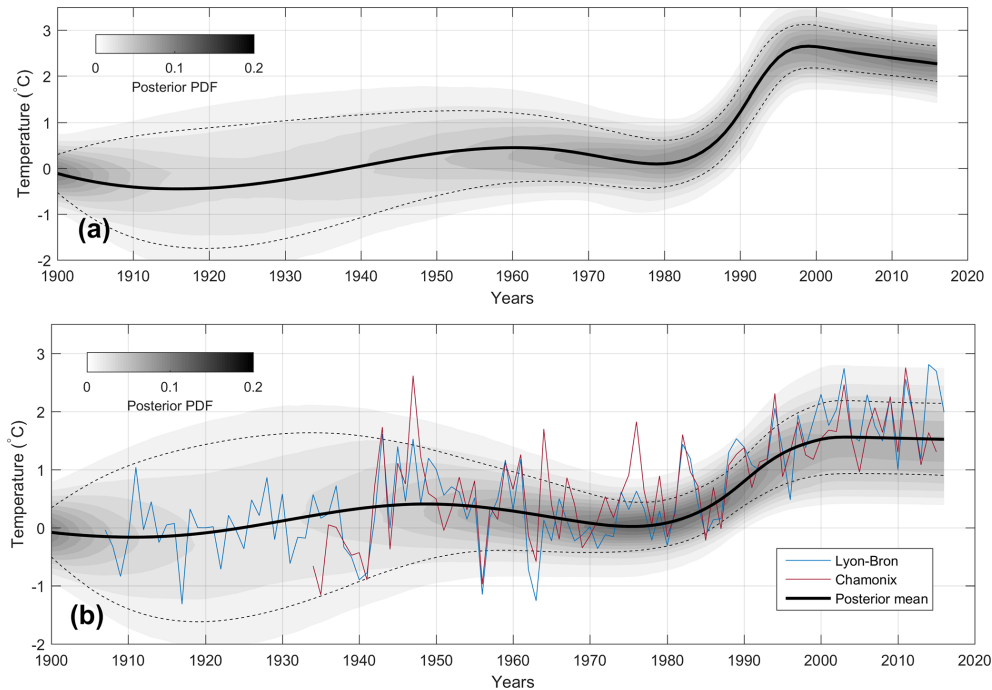 3
2
1
0
-1
-2
Temperature (°C)
0
0.1
0.2
Posterior PDF
(a)
1900 1910 1920 1930 1940 1950 1960 1970 1980 1990 2000 2010 2020
Years
3
2
1
0
-1
-2
Temperature (°C)
0
0.1
0.2
Posterior PDF
Lyon-Bron
Chamonix
Posterior mean
(b)
1900 1910 1920 1930 1940 1950 1960 1970 1980 1990 2000 2010 2020
Years